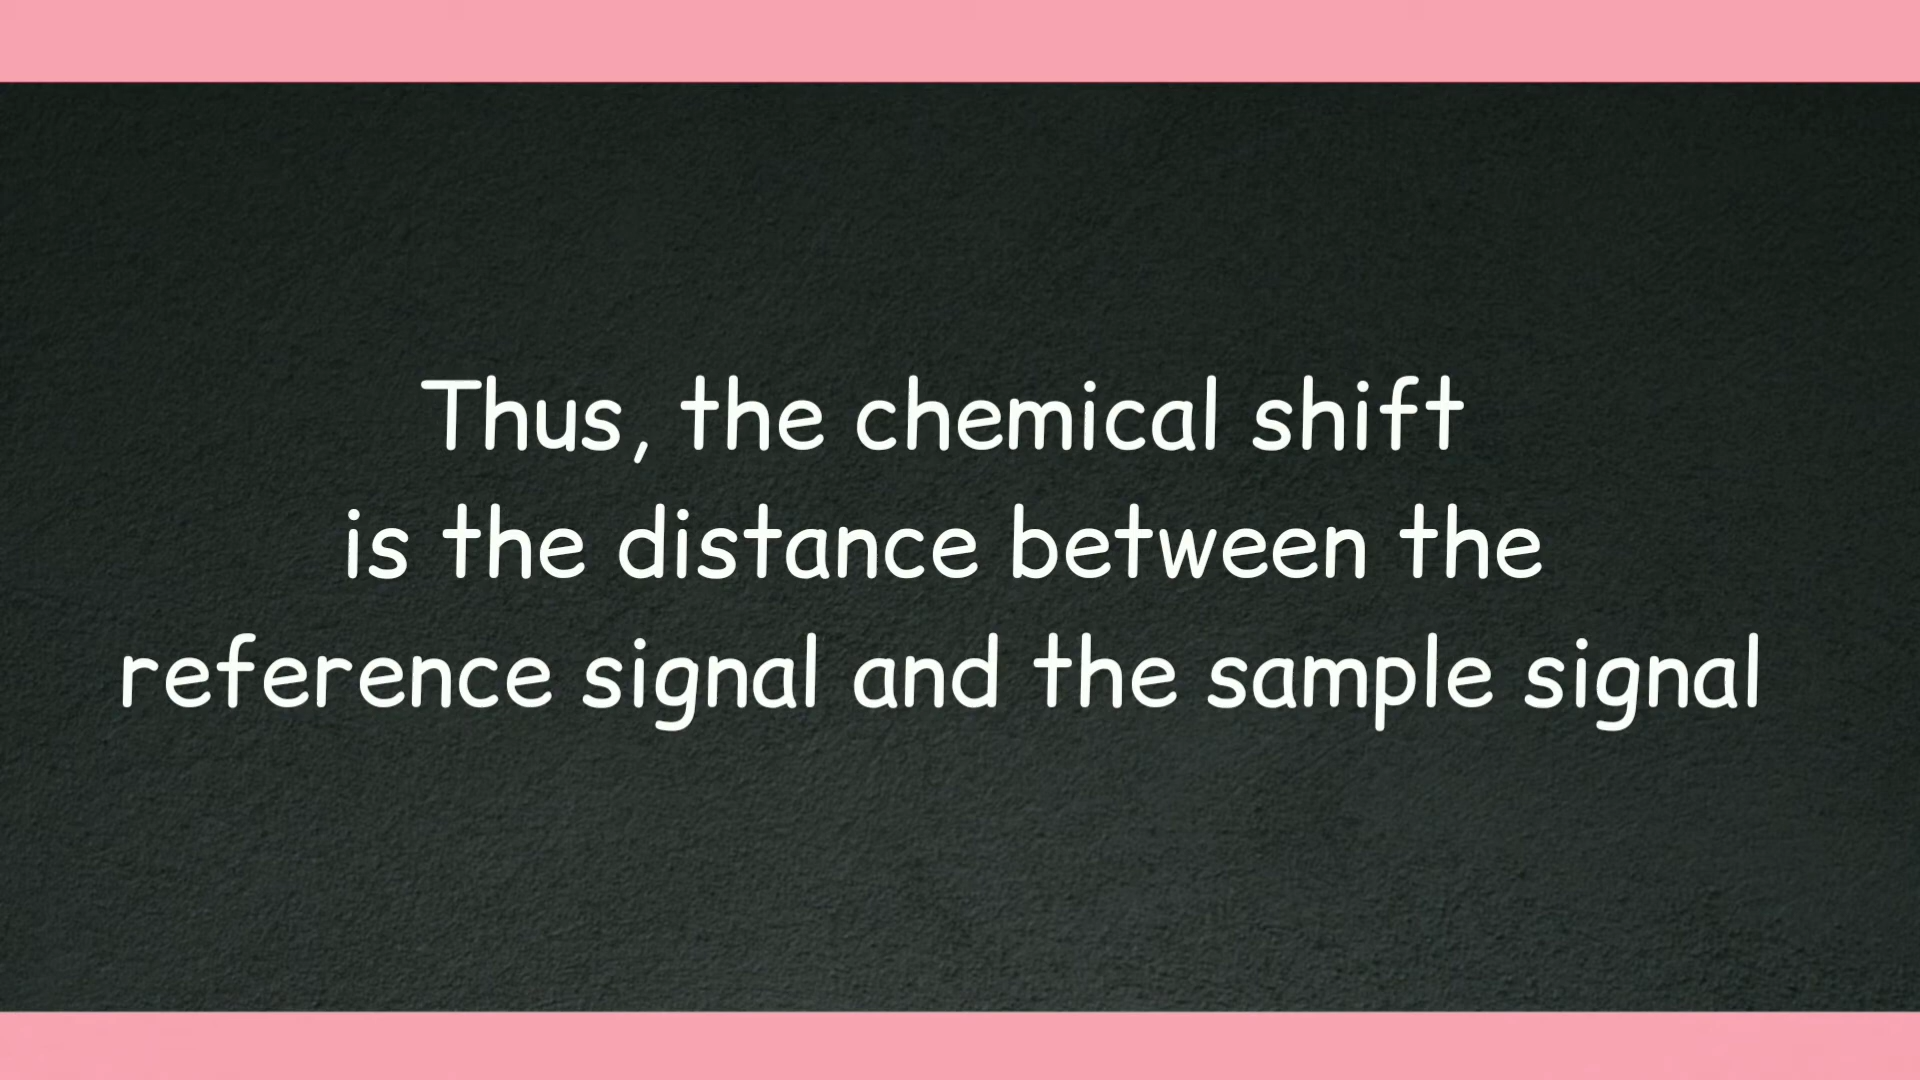 Thus, the chemical shift
is the distance between the
reference signal and the sample signal